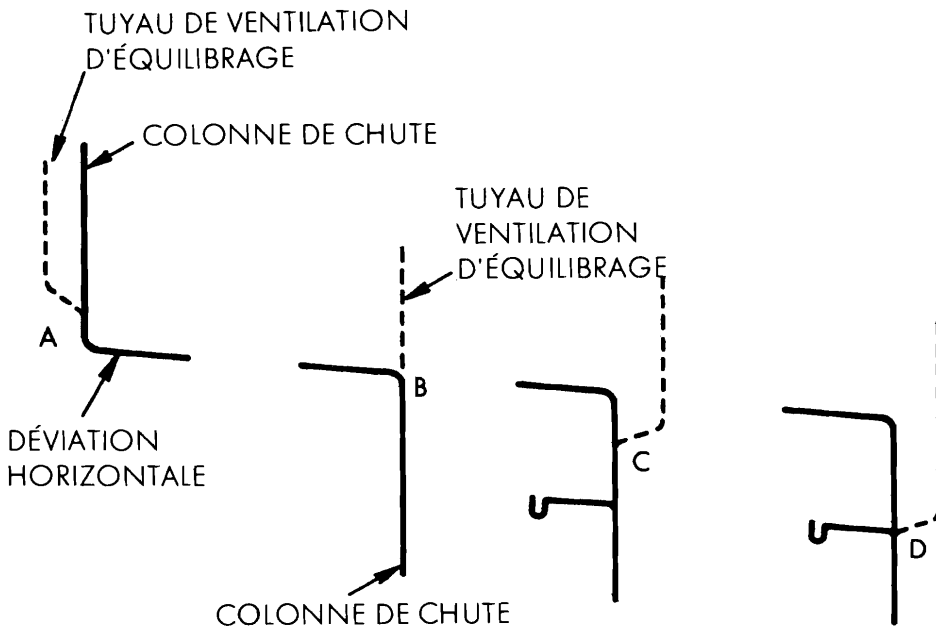 TUYAU DE VENTILATION
D'ÉQUILIBRAGE
COLONNE DE CHUTE
TUYAU DE
VENTILATION
D'ÉQUILIBRAGE
A
B
C
D
DÉVIATION
HORIZONTALE
COLONNE DE CHUTE